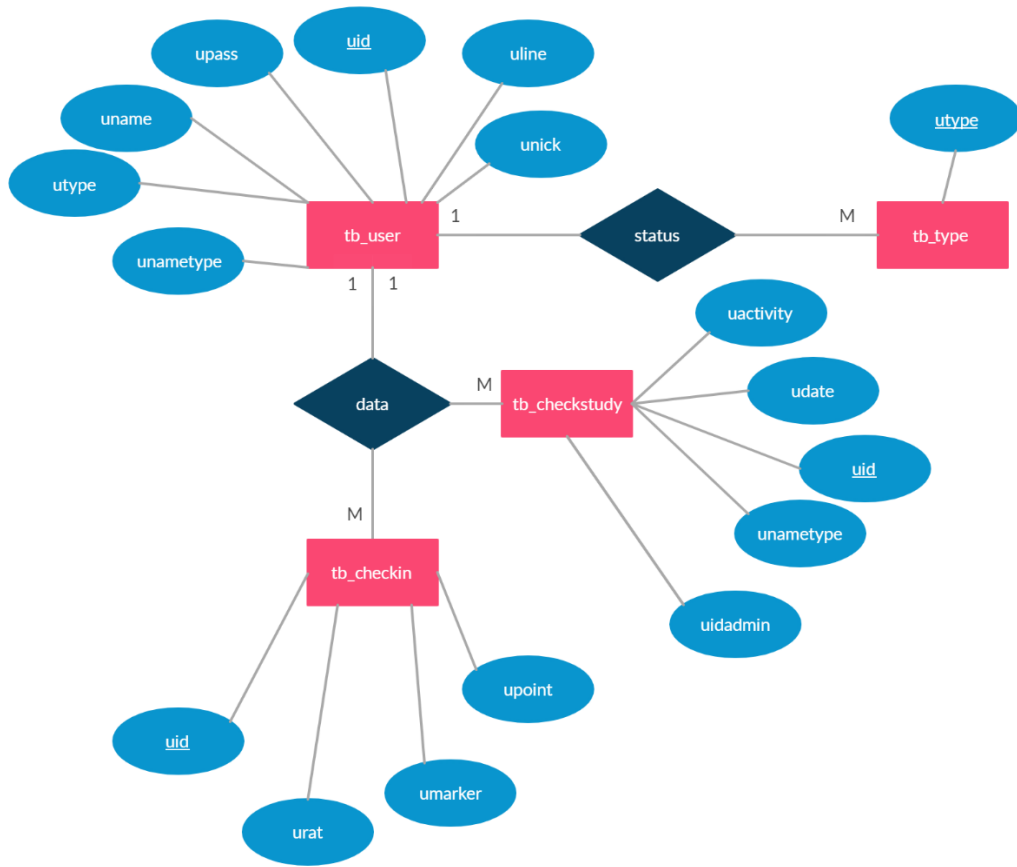 uid
upass
uline
uname
unick
utype
utype
tb_user
1
status
M
tb_type
unametype
1
1
uactivity
data
M
tb_checkstudy
udate
uid
M
unametype
tb_checkin
uidadmin
upoint
uid
umarker
urat